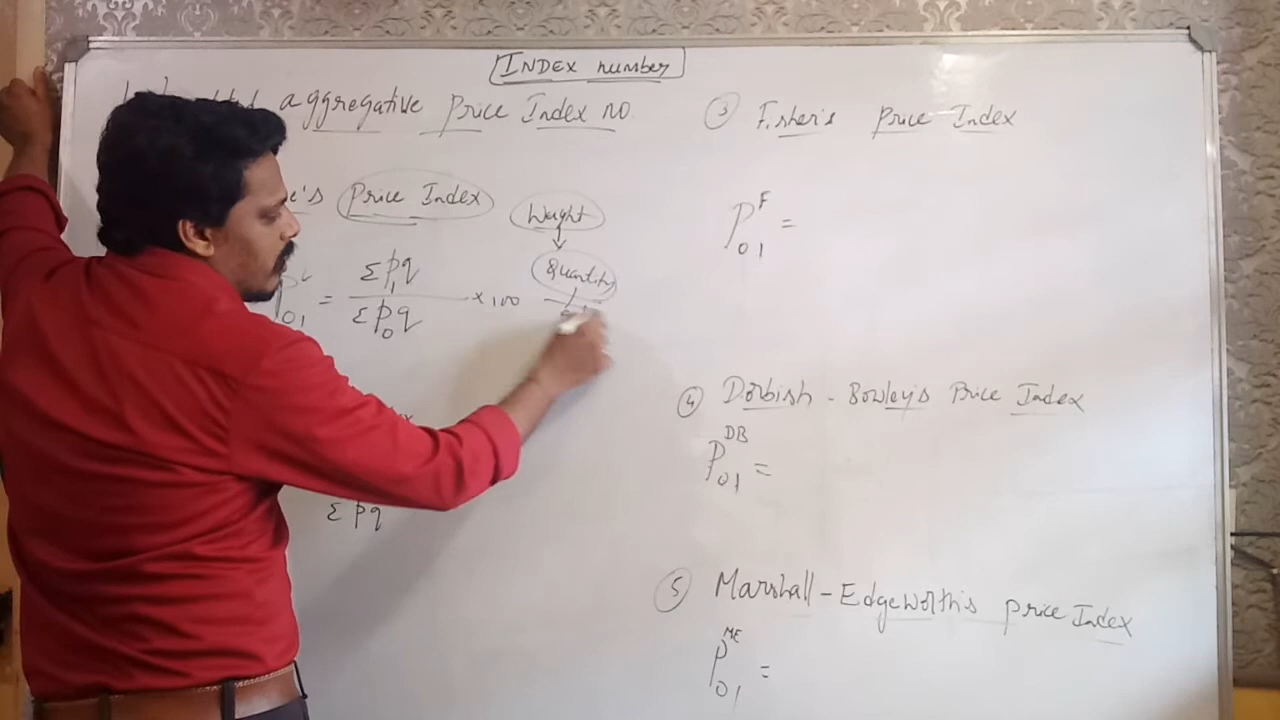 INDEX number
aggregative Price Index no.
e's Price Index
Weight
Quantity
P01^L = Σp1q / Σp0q × 100
Σpq
③ Fisher's Price Index
P01^F =
④ Dorbish - Bowley's Price Index
P01^DB =
⑤ Marshall - Edgeworth's price Index
P01^ME =